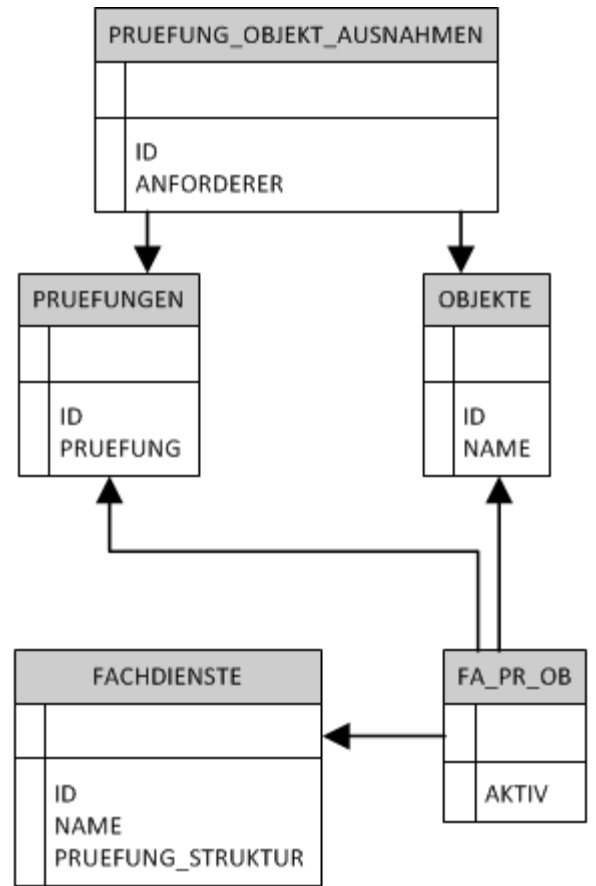 PRUEFUNG_OBJEKT_AUSNAHMEN
ID
ANFORDERER
PRUEFUNGEN
ID
PRUEFUNG
OBJEKTE
ID
NAME
FACHDIENSTE
ID
NAME
PRUEFUNG_STRUKTUR
FA_PR_OB
AKTIV